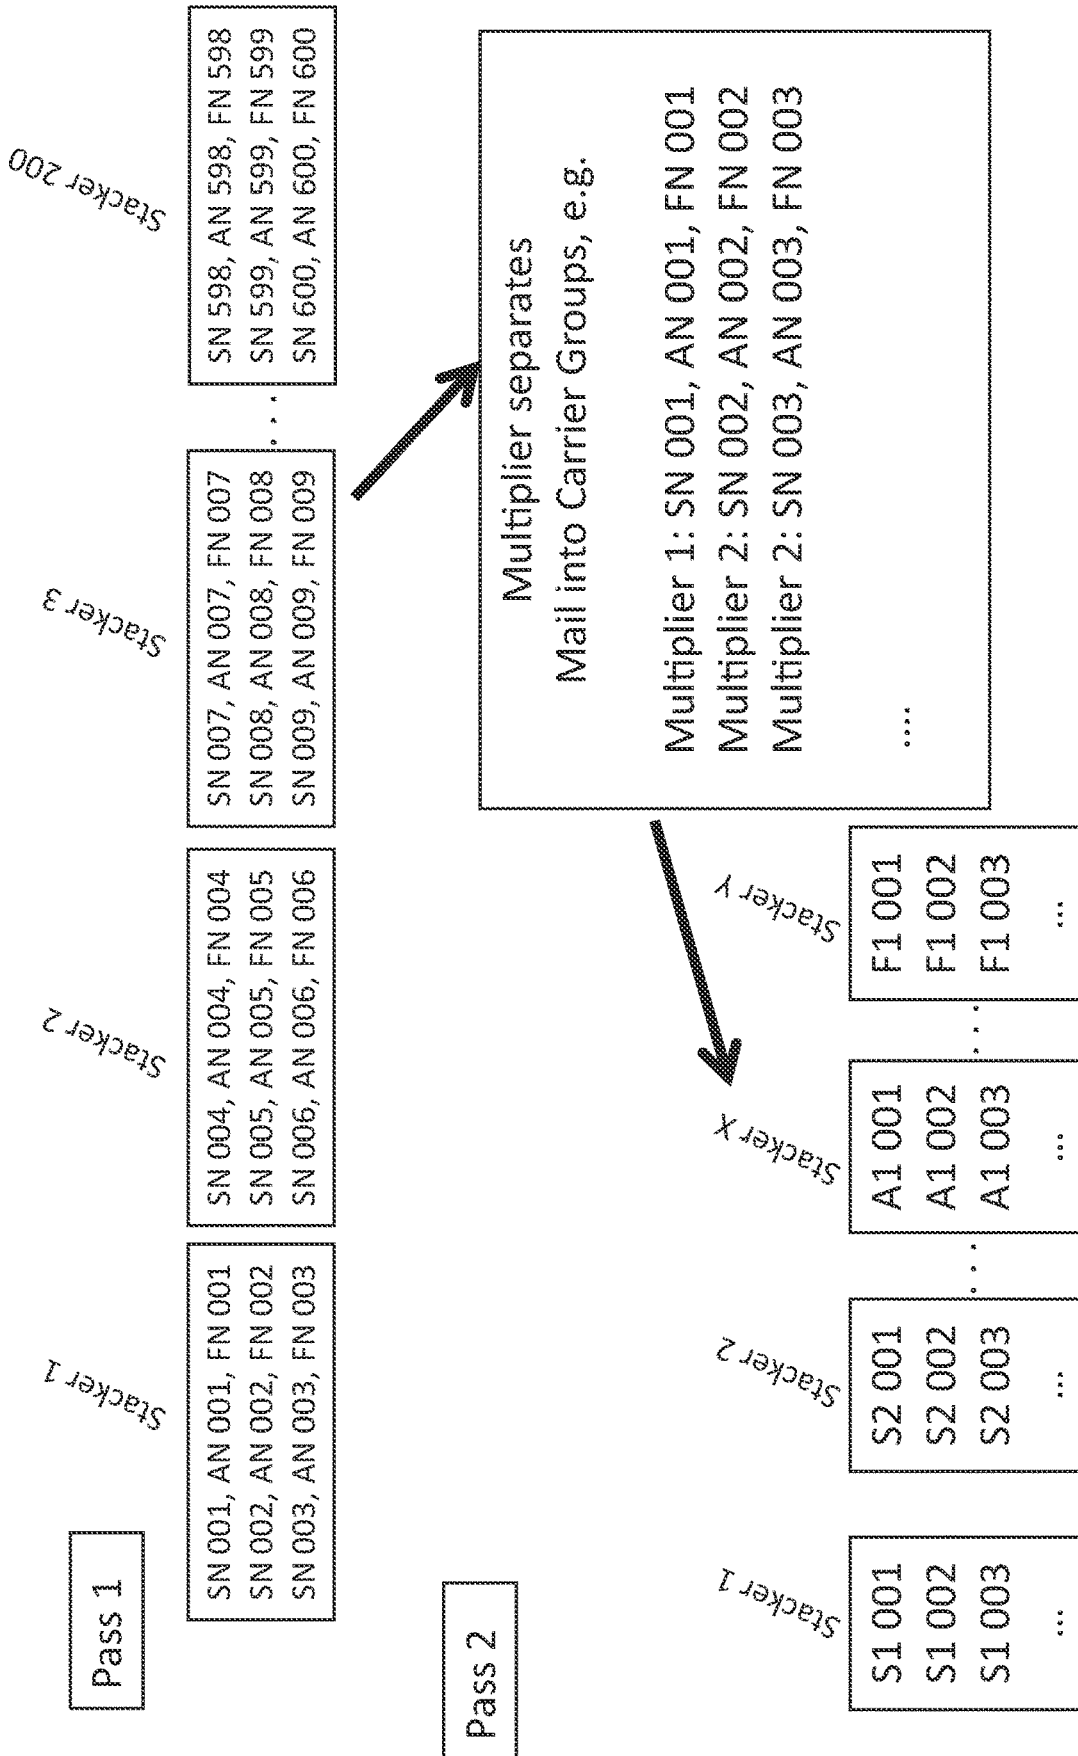 Pass 1
Stacker 1
SN 001, AN 001, FN 001
SN 002, AN 002, FN 002
SN 003, AN 003, FN 003
Stacker 2
SN 004, AN 004, FN 004
SN 005, AN 005, FN 005
SN 006, AN 006, FN 006
Stacker 3
SN 007, AN 007, FN 007
SN 008, AN 008, FN 008
SN 009, AN 009, FN 009
. . .
Stacker 200
SN 598, AN 598, FN 598
SN 599, AN 599, FN 599
SN 600, AN 600, FN 600
Multiplier separates
Mail into Carrier Groups, e.g.
Multiplier 1: SN 001, AN 001, FN 001
Multiplier 2: SN 002, AN 002, FN 002
Multiplier 2: SN 003, AN 003, FN 003
....
Pass 2
Stacker 1
S1 001
S1 002
S1 003
...
Stacker 2
S2 001
S2 002
S2 003
...
. . .
Stacker X
A1 001
A1 002
A1 003
...
. . .
Stacker Y
F1 001
F1 002
F1 003
...